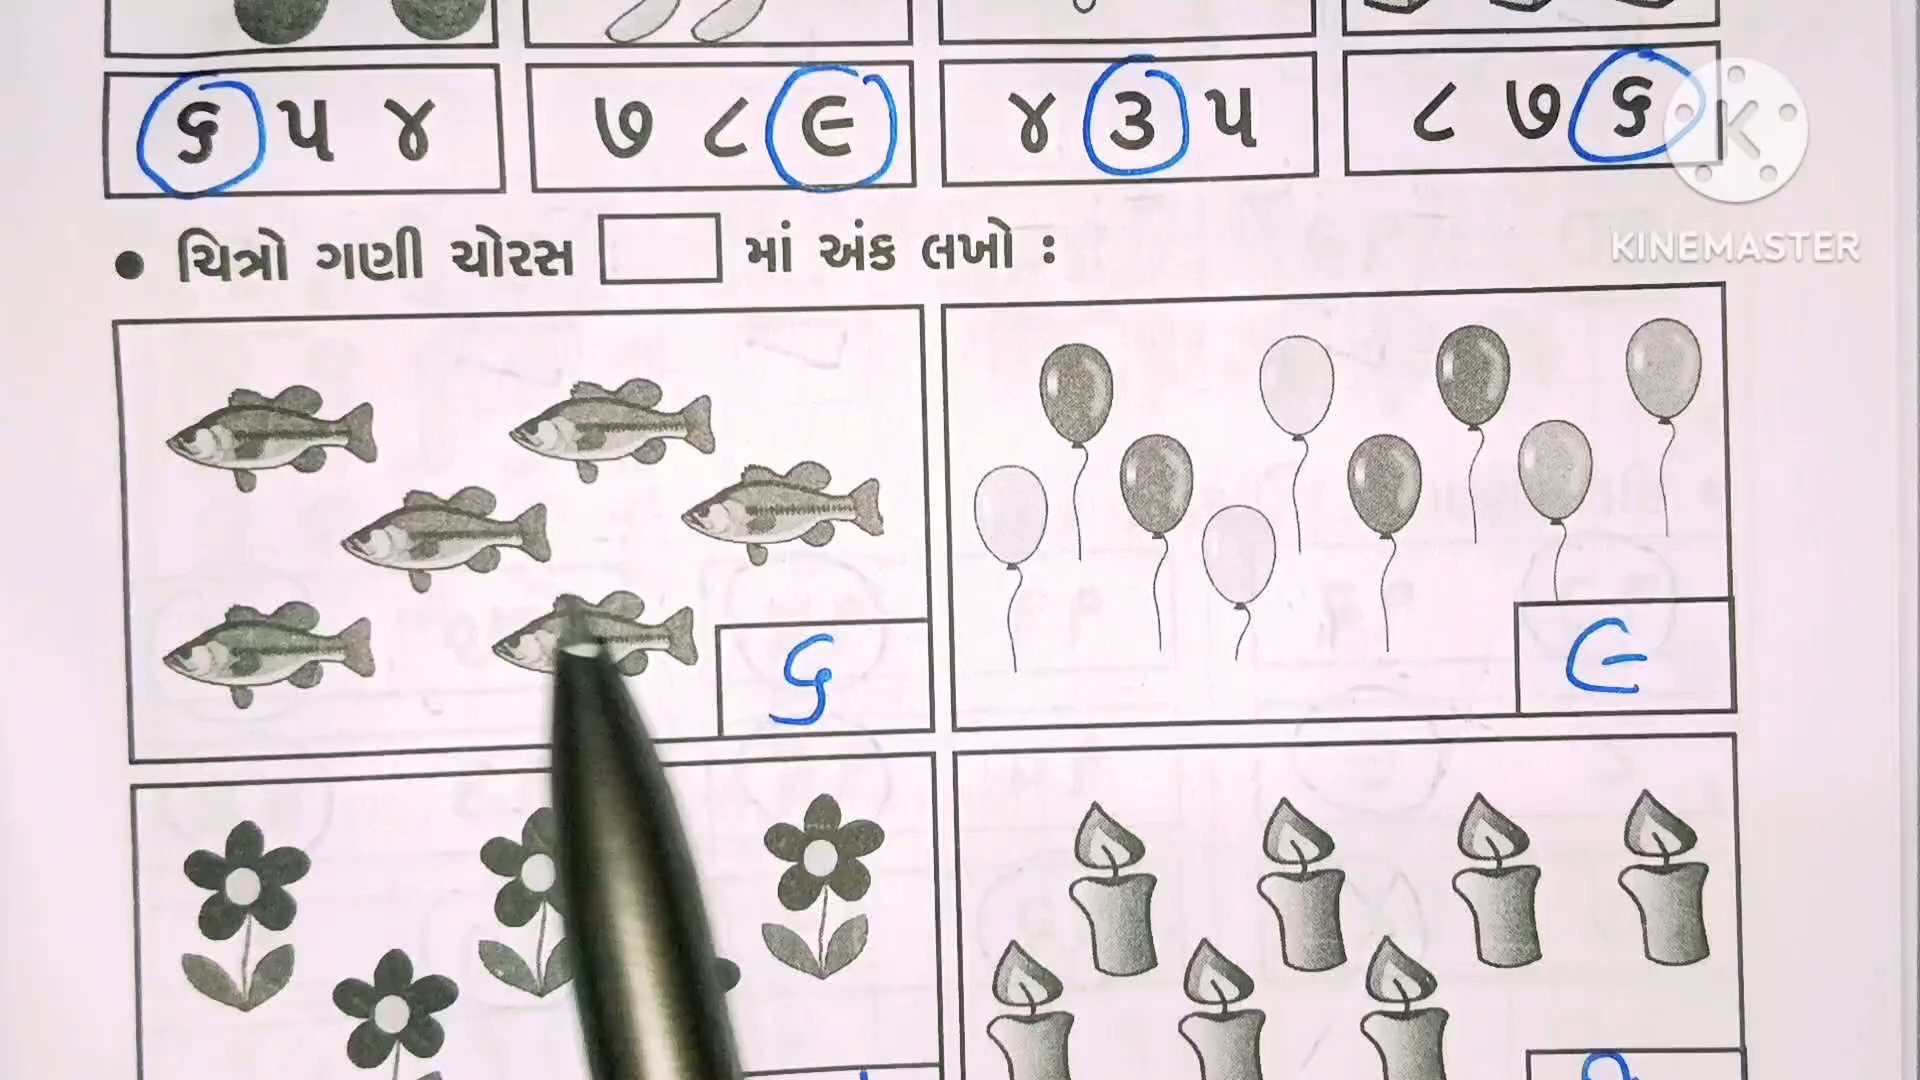 ૬ ૫ ૪
૭ ૮ ૯
૪ ૩ ૫
૮ ૭ ૬
K
KINEMASTER
● ચિત્રો ગણી ચોરસ માં અંક લખો :
૬
૯